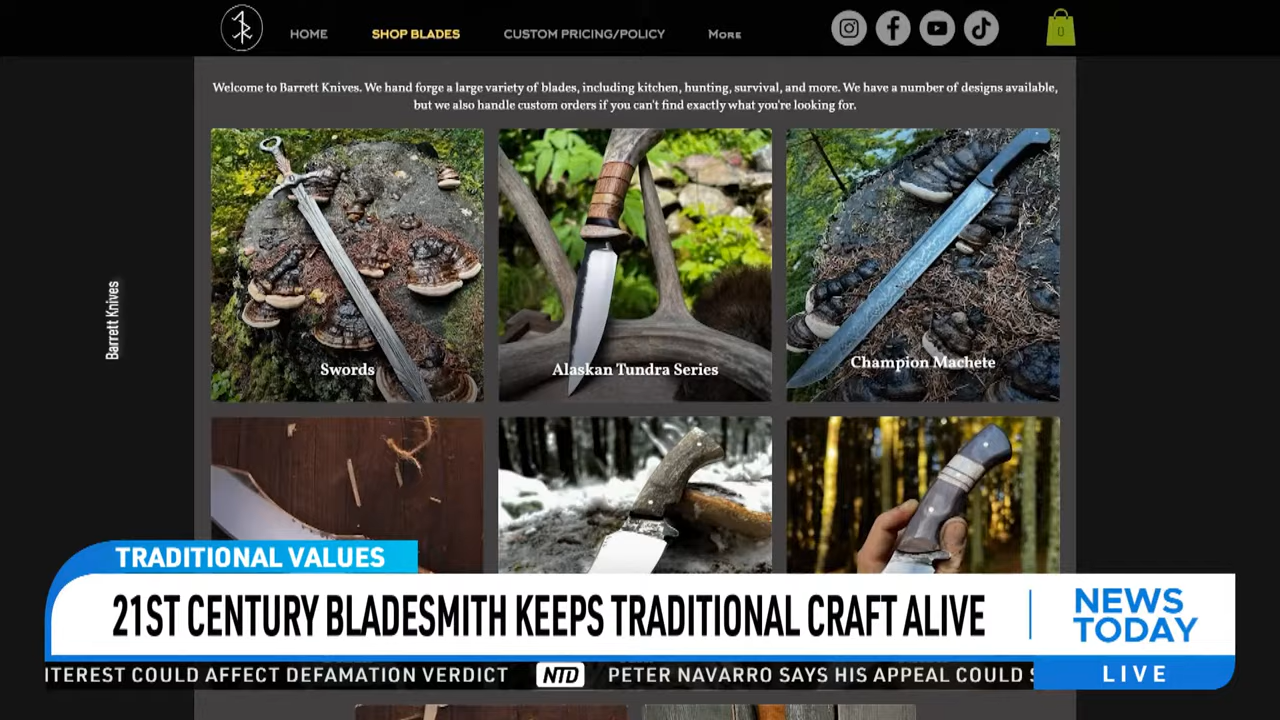 HOME
SHOP BLADES
CUSTOM PRICING/POLICY
MORE
0
Welcome to Barrett Knives. We hand forge a large variety of blades, including kitchen, hunting, survival, and more. We have a number of designs available,
but we also handle custom orders if you can't find exactly what you're looking for.
Swords
Alaskan Tundra Series
Champion Machete
Barrett Knives
TRADITIONAL VALUES
21ST CENTURY BLADESMITH KEEPS TRADITIONAL CRAFT ALIVE
NEWS
TODAY
LIVE
ITEREST COULD AFFECT DEFAMATION VERDICT
NTD
PETER NAVARRO SAYS HIS APPEAL COULD